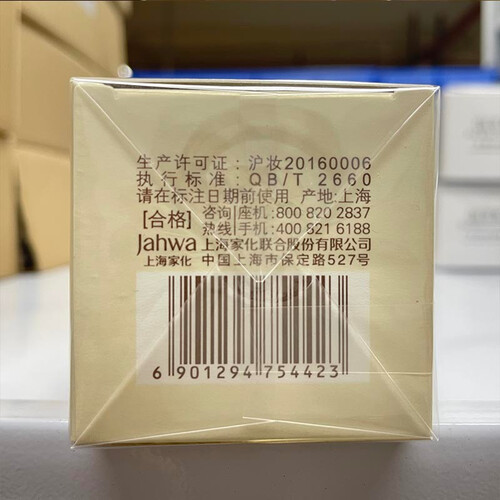 生产许可证：沪妆20160006
执行标准：QB/T 2660
请在标注日期前使用 产地:上海
[合格] 咨询 座机:800 820 2837
热线 手机:400 821 6188
Jahwa 上海家化联合股份有限公司
上海家化 中国上海市保定路527号
6 901294 754423